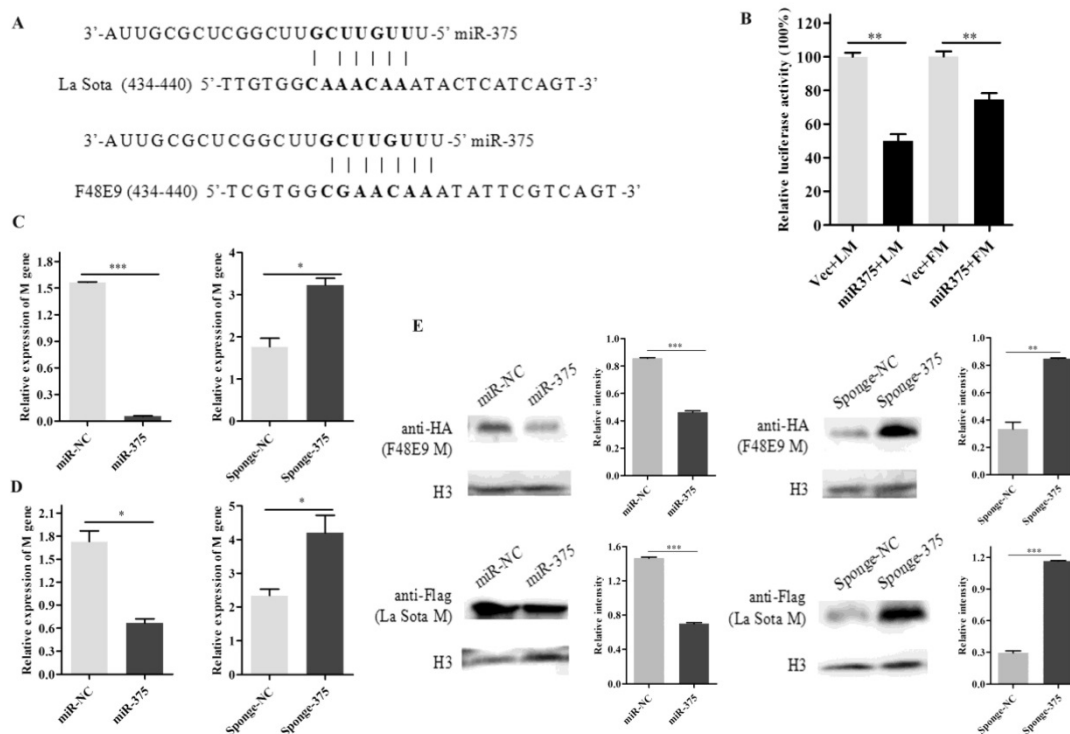 A
3’-AUUGCGCUCGGCUUGCUUGUUU-5’ miR-375
La Sota (434-440) 5’-TTGTGGCAAACAAATACTCATCAGT-3’
3’-AUUGCGCUCGGCUUGCUUGUUU-5’ miR-375
F48E9 (434-440) 5’-TCGTGGCGAACAAATATTCGTCAGT-3’
B
Relative luciferase activity (100%)
120
100
80
60
40
20
0
**
**
Vec+LM
miR375+LM
Vec+FM
miR375+FM
C
Relative expression of M gene
1.8
1.5
1.2
0.9
0.6
0.3
0.0
***
miR-NC
miR-375
Relative expression of M gene
4
3
2
1
0
*
Sponge-NC
Sponge-375
D
Relative expression of M gene
2.1
1.8
1.5
1.2
0.9
0.6
0.3
0.0
*
miR-NC
miR-375
Relative expression of M gene
5
4
3
2
1
0
*
Sponge-NC
Sponge-375
E
miR-NC
miR-375
anti-HA
(F48E9 M)
H3
Relative intensity
1.0
0.8
0.6
0.4
0.2
0.0
***
miR-NC
miR-375
Sponge-NC
Sponge-375
anti-HA
(F48E9 M)
H3
Relative intensity
1.0
0.8
0.6
0.4
0.2
0.0
**
Sponge-NC
Sponge-375
miR-NC
miR-375
anti-Flag
(La Sota M)
H3
Relative intensity
1.6
1.2
0.8
0.4
0.0
***
miR-NC
miR-375
Sponge-NC
Sponge-375
anti-Flag
(La Sota M)
H3
Relative intensity
1.2
0.9
0.6
0.3
0.0
***
Sponge-NC
Sponge-375